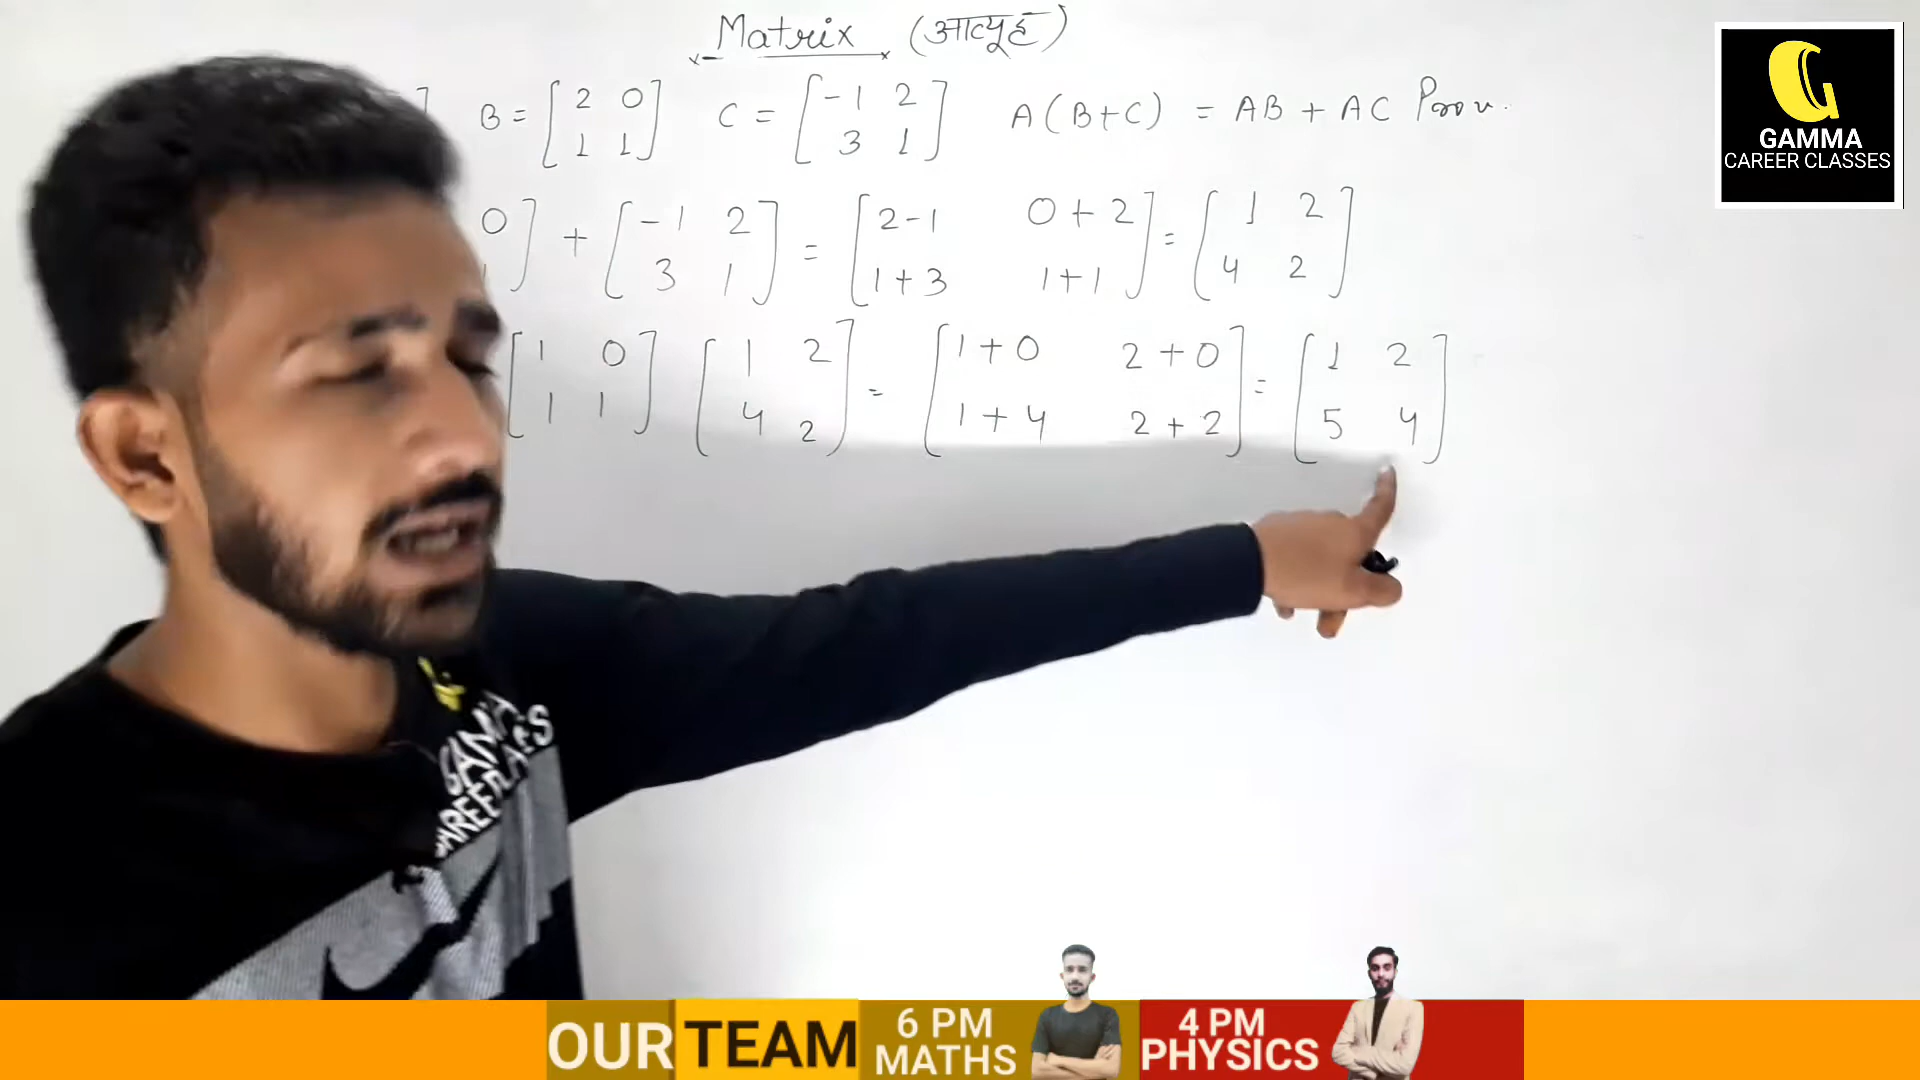 Matrix (आव्यूह)
] B = [2 0 1 1] C = [-1 2 3 1] A(B+C) = AB + AC Prov.
0] + [-1 2 3 1] = [2-1 0+2 1+3 1+1] = [1 2 4 2]
[1 0 1 1] [1 2 4 2] = [1+0 2+0 1+4 2+2] = [1 2 5 4]
GAMMA
CAREER CLASSES
OUR TEAM
6 PM
MATHS
4 PM
PHYSICS